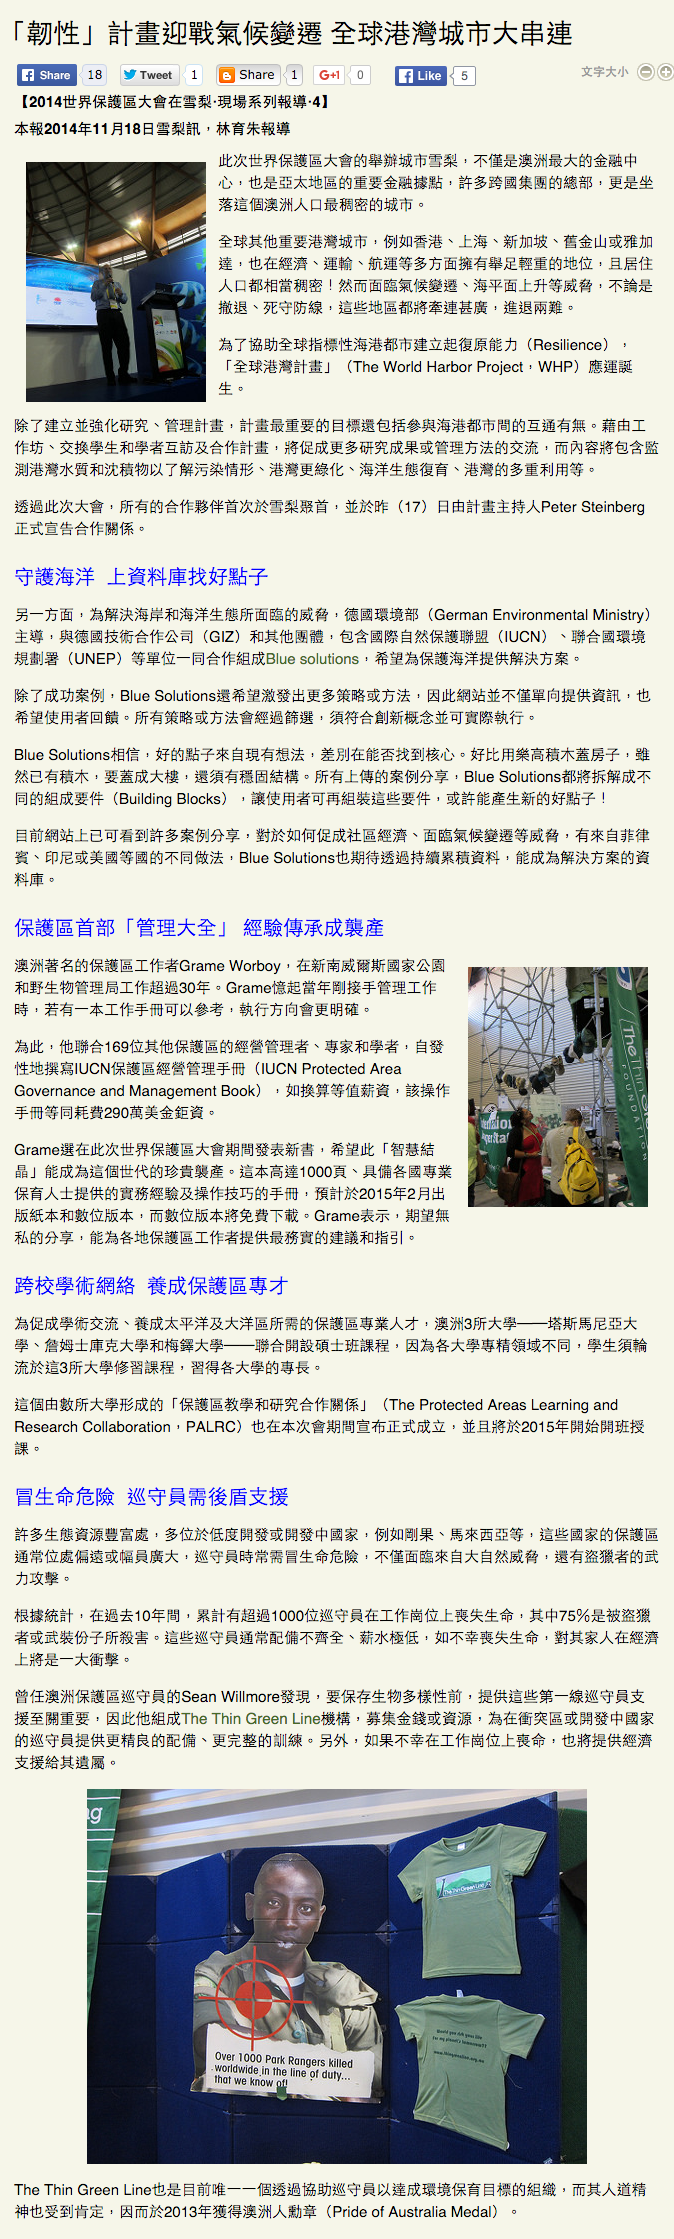 「韌性」計畫迎戰氣候變遷 全球港灣城市大串連
Share 18 Tweet 1 Share 1 G+1 0 Like 5 文字大小
【2014世界保護區大會在雪梨‧現場系列報導‧4】
本報2014年11月18日雪梨訊，林育朱報導
此次世界保護區大會的舉辦城市雪梨，不僅是澳洲最大的金融中
心，也是亞太地區的重要金融據點，許多跨國集團的總部，更是坐
落這個澳洲人口最稠密的城市。
全球其他重要港灣城市，例如香港、上海、新加坡、舊金山或雅加
達，也在經濟、運輸、航運等多方面擁有舉足輕重的地位，且居住
人口都相當稠密！然而面臨氣候變遷、海平面上升等威脅，不論是
撤退、死守防線，這些地區都將牽連甚廣，進退兩難。
為了協助全球指標性海港都市建立起復原能力（Resilience），
「全球港灣計畫」（The World Harbor Project，WHP）應運誕
生。
除了建立並強化研究、管理計畫，計畫最重要的目標還包括參與海港都市間的互通有無。藉由工
作坊、交換學生和學者互訪及合作計畫，將促成更多研究成果或管理方法的交流，而內容將包含監
測港灣水質和沈積物以了解污染情形、港灣更綠化、海洋生態復育、港灣的多重利用等。
透過此次大會，所有的合作夥伴首次於雪梨聚首，並於昨（17）日由計畫主持人Peter Steinberg
正式宣告合作關係。
守護海洋 上資料庫找好點子
另一方面，為解決海岸和海洋生態所面臨的威脅，德國環境部（German Environmental Ministry）
主導，與德國技術合作公司（GIZ）和其他團體，包含國際自然保護聯盟（IUCN）、聯合國環境
規劃署（UNEP）等單位一同合作組成Blue solutions，希望為保護海洋提供解決方案。
除了成功案例，Blue Solutions還希望激發出更多策略或方法，因此網站並不僅單向提供資訊，也
希望使用者回饋。所有策略或方法會經過篩選，須符合創新概念並可實際執行。
Blue Solutions相信，好的點子來自現有想法，差別在能否找到核心。好比用樂高積木蓋房子，雖
然已有積木，要蓋成大樓，還須有穩固結構。所有上傳的案例分享，Blue Solutions都將拆解成不
同的組成要件（Building Blocks），讓使用者可再組裝這些要件，或許能產生新的好點子！
目前網站上已可看到許多案例分享，對於如何促成社區經濟、面臨氣候變遷等威脅，有來自菲律
賓、印尼或美國等國的不同做法，Blue Solutions也期待透過持續累積資料，能成為解決方案的資
料庫。
保護區首部「管理大全」 經驗傳承成襲產
澳洲著名的保護區工作者Grame Worboy，在新南威爾斯國家公園
和野生物管理局工作超過30年。Grame憶起當年剛接手管理工作
時，若有一本工作手冊可以參考，執行方向會更明確。
為此，他聯合169位其他保護區的經營管理者、專家和學者，自發
性地撰寫IUCN保護區經營管理手冊（IUCN Protected Area
Governance and Management Book），如換算等值薪資，該操作
手冊等同耗費290萬美金鉅資。
Grame選在此次世界保護區大會期間發表新書，希望此「智慧結
晶」能成為這個世代的珍貴襲產。這本高達1000頁、具備各國專業
保育人士提供的實務經驗及操作技巧的手冊，預計於2015年2月出
版紙本和數位版本，而數位版本將免費下載。Grame表示，期望無
私的分享，能為各地保護區工作者提供最務實的建議和指引。
The Thin Gre
FOUNDATION
跨校學術網絡 養成保護區專才
為促成學術交流、養成太平洋及大洋區所需的保護區專業人才，澳洲3所大學——塔斯馬尼亞大
學、詹姆士庫克大學和梅鐸大學——聯合開設碩士班課程，因為各大學專精領域不同，學生須輪
流於這3所大學修習課程，習得各大學的專長。
這個由數所大學形成的「保護區教學和研究合作關係」（The Protected Areas Learning and
Research Collaboration，PALRC）也在本次會期間宣布正式成立，並且將於2015年開始開班授
課。
冒生命危險 巡守員需後盾支援
許多生態資源豐富處，多位於低度開發或開發中國家，例如剛果、馬來西亞等，這些國家的保護區
通常位處偏遠或幅員廣大，巡守員時常需冒生命危險，不僅面臨來自大自然威脅，還有盜獵者的武
力攻擊。
根據統計，在過去10年間，累計有超過1000位巡守員在工作崗位上喪失生命，其中75％是被盜獵
者或武裝份子所殺害。這些巡守員通常配備不齊全、薪水極低，如不幸喪失生命，對其家人在經濟
上將是一大衝擊。
曾任澳洲保護區巡守員的Sean Willmore發現，要保存生物多樣性前，提供這些第一線巡守員支
援至關重要，因此他組成The Thin Green Line機構，募集金錢或資源，為在衝突區或開發中國家
的巡守員提供更精良的配備、更完整的訓練。另外，如果不幸在工作崗位上喪命，也將提供經濟
支援給其遺屬。
The Thin Green Line
Over 1000 Park Rangers killed
worldwide in the line of duty...
that we know of!
The Thin Green Line也是目前唯一一個透過協助巡守員以達成環境保育目標的組織，而其人道精
神也受到肯定，因而於2013年獲得澳洲人勳章（Pride of Australia Medal）。